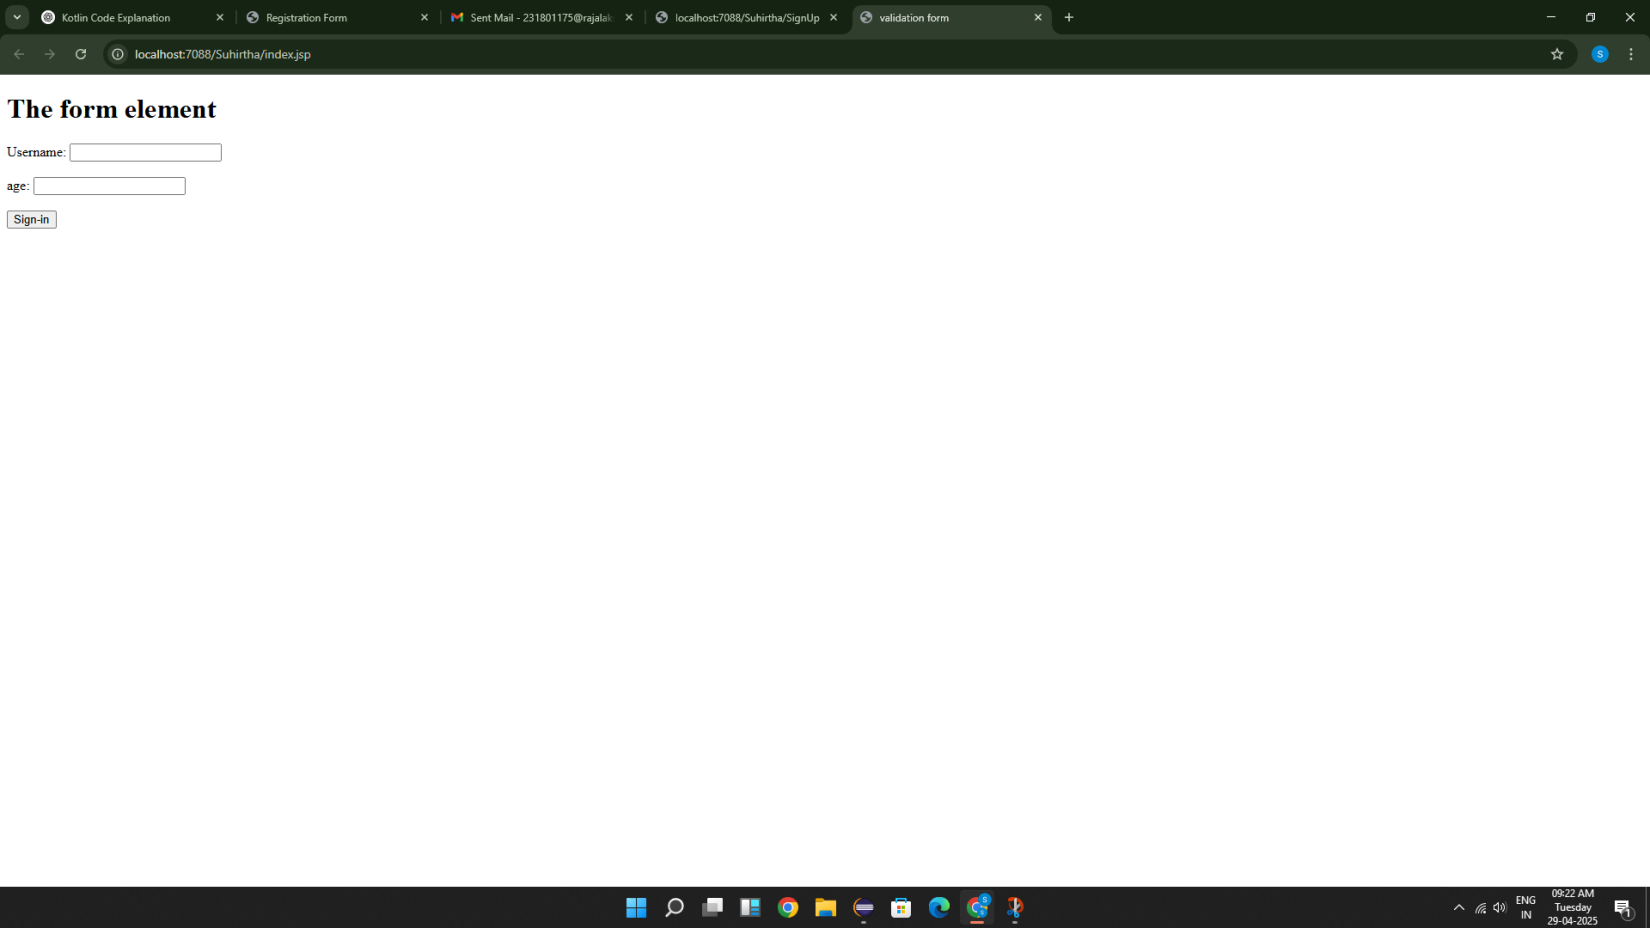 Kotlin Code Explanation
Registration Form
Sent Mail - 231801175@rajalak
localhost:7088/Suhirtha/SignUp
validation form
localhost:7088/Suhirtha/index.jsp
S
The form element
Username:
age:
Sign-in
S
S
ENG
IN
09:22 AM
Tuesday
29-04-2025
1